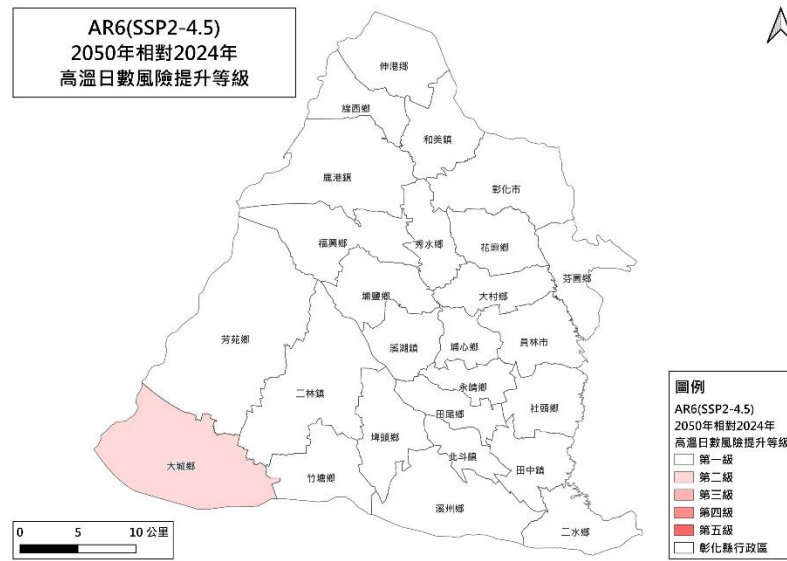 AR6(SSP2-4.5)
2050年相對2024年
高溫日數風險提升等級
伸港鄉
線西鄉
和美鎮
鹿港鎮
彰化市
福興鄉
秀水鄉
花壇鄉
芬園鄉
埔鹽鄉
大村鄉
芳苑鄉
溪湖鎮
埔心鄉
員林市
二林鎮
永靖鄉
田尾鄉
社頭鄉
埤頭鄉
北斗鎮
大城鄉
竹塘鄉
田中鎮
溪州鄉
二水鄉
0 5 10 公里
圖例
AR6(SSP2-4.5)
2050年相對2024年
高溫日數風險提升等級
第一級
第二級
第三級
第四級
第五級
彰化縣行政區